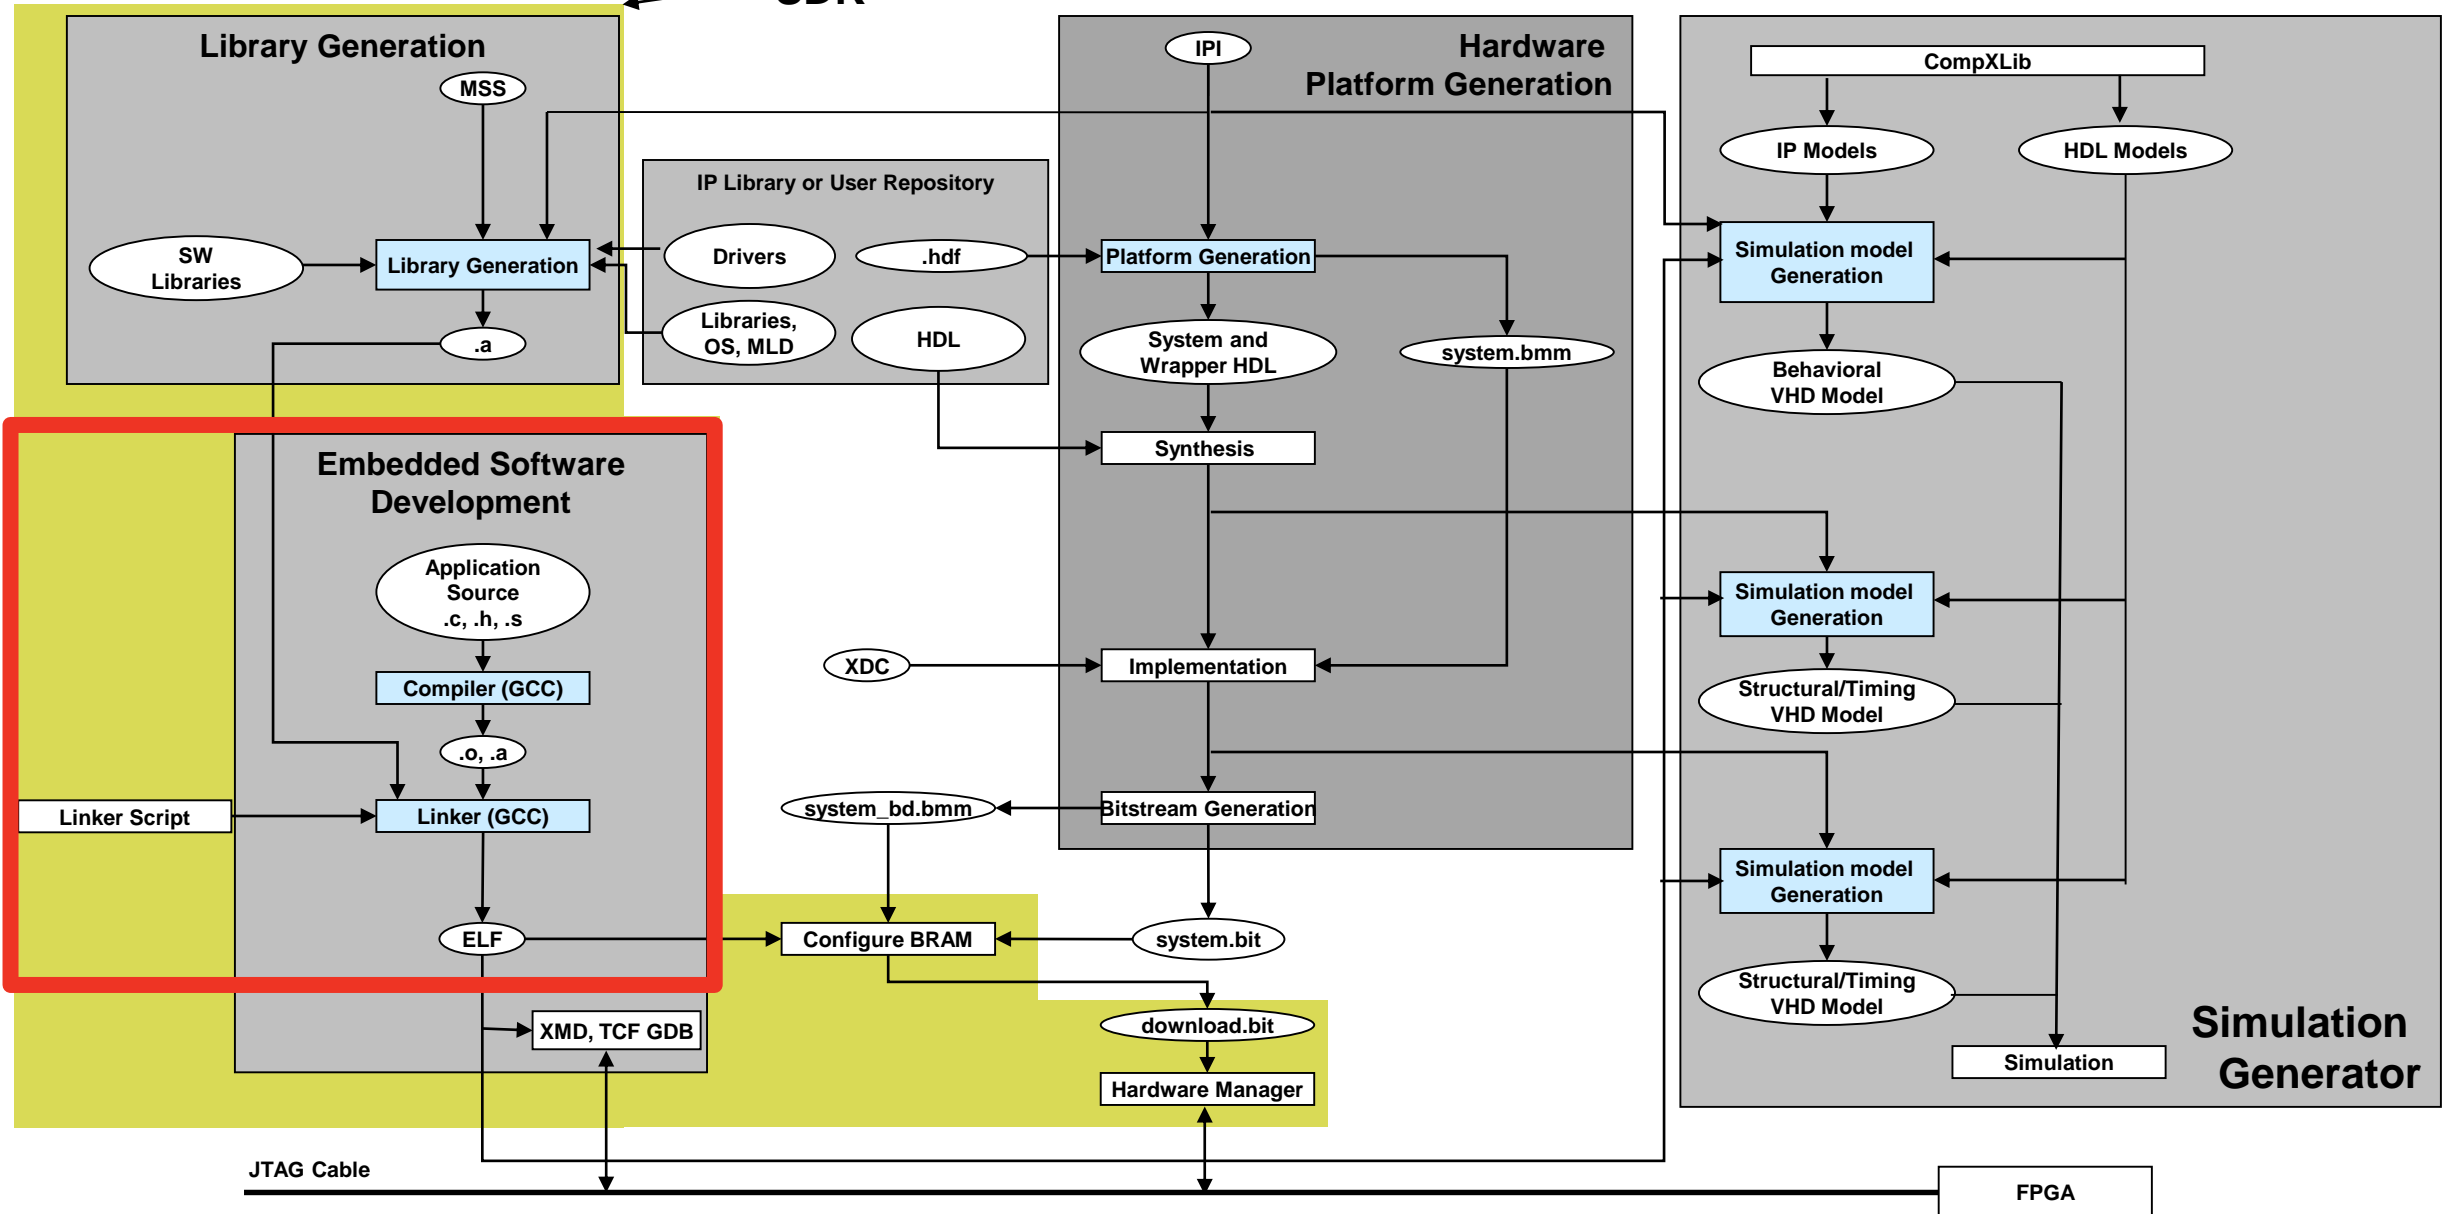 Library Generation
MSS
SW
Libraries
Library Generation
.a
IP Library or User Repository
Drivers
.hdf
Libraries,
OS, MLD
HDL
Hardware
Platform Generation
IPI
Platform Generation
System and
Wrapper HDL
system.bmm
Synthesis
XDC
Implementation
system_bd.bmm
Bitstream Generation
system.bit
Embedded Software
Development
Application
Source
.c, .h, .s
Compiler (GCC)
.o, .a
Linker Script
Linker (GCC)
ELF
Configure BRAM
XMD, TCF GDB
download.bit
Hardware Manager
CompXLib
IP Models
HDL Models
Simulation model
Generation
Behavioral
VHD Model
Simulation model
Generation
Structural/Timing
VHD Model
Simulation model
Generation
Structural/Timing
VHD Model
Simulation
Simulation
Generator
JTAG Cable
FPGA